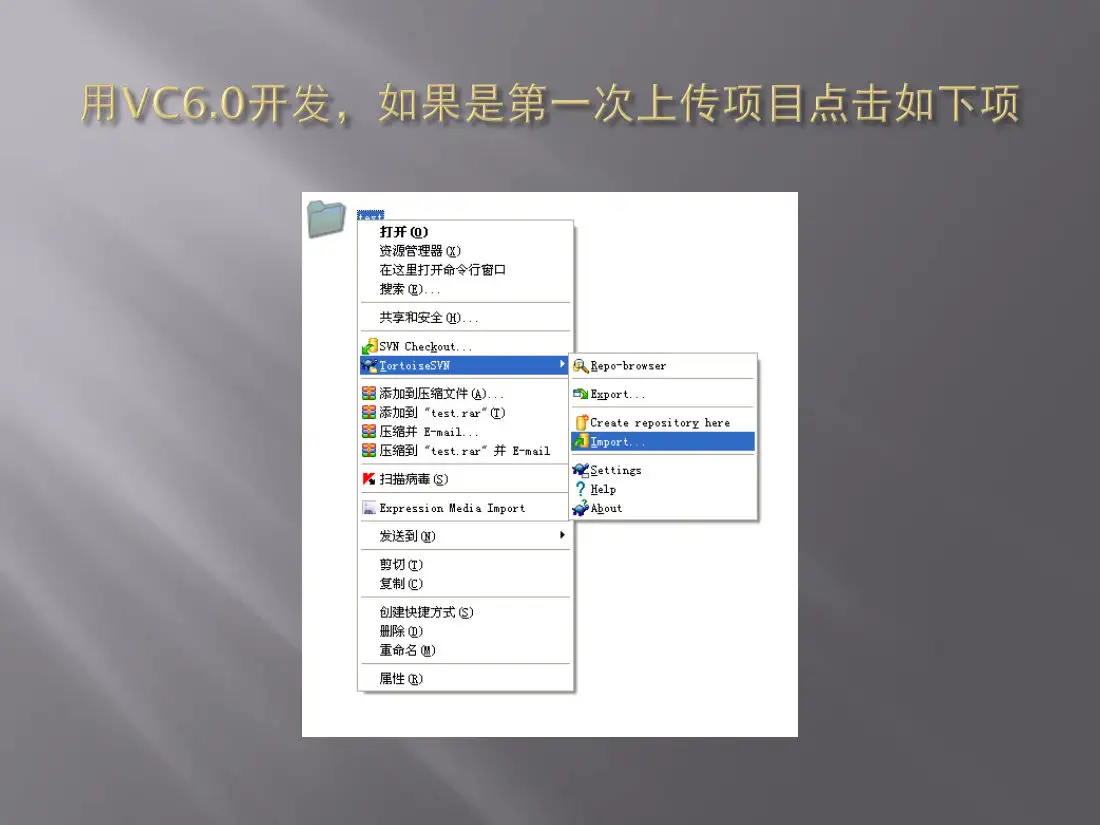 用VC6.0开发，如果是第一次上传项目点击如下项
打开(O)
资源管理器(X)
在这里打开命令行窗口
搜索(E)...
共享和安全(H)...
SVN Checkout...
TortoiseSVN
添加到压缩文件(A)...
添加到 "test.rar"(T)
压缩并 E-mail...
压缩到 "test.rar" 并 E-mail
扫描病毒(S)
Expression Media Import
发送到(N)
剪切(T)
复制(C)
创建快捷方式(S)
删除(D)
重命名(M)
属性(R)
Repo-browser
Export...
Create repository here
Import...
Settings
Help
About